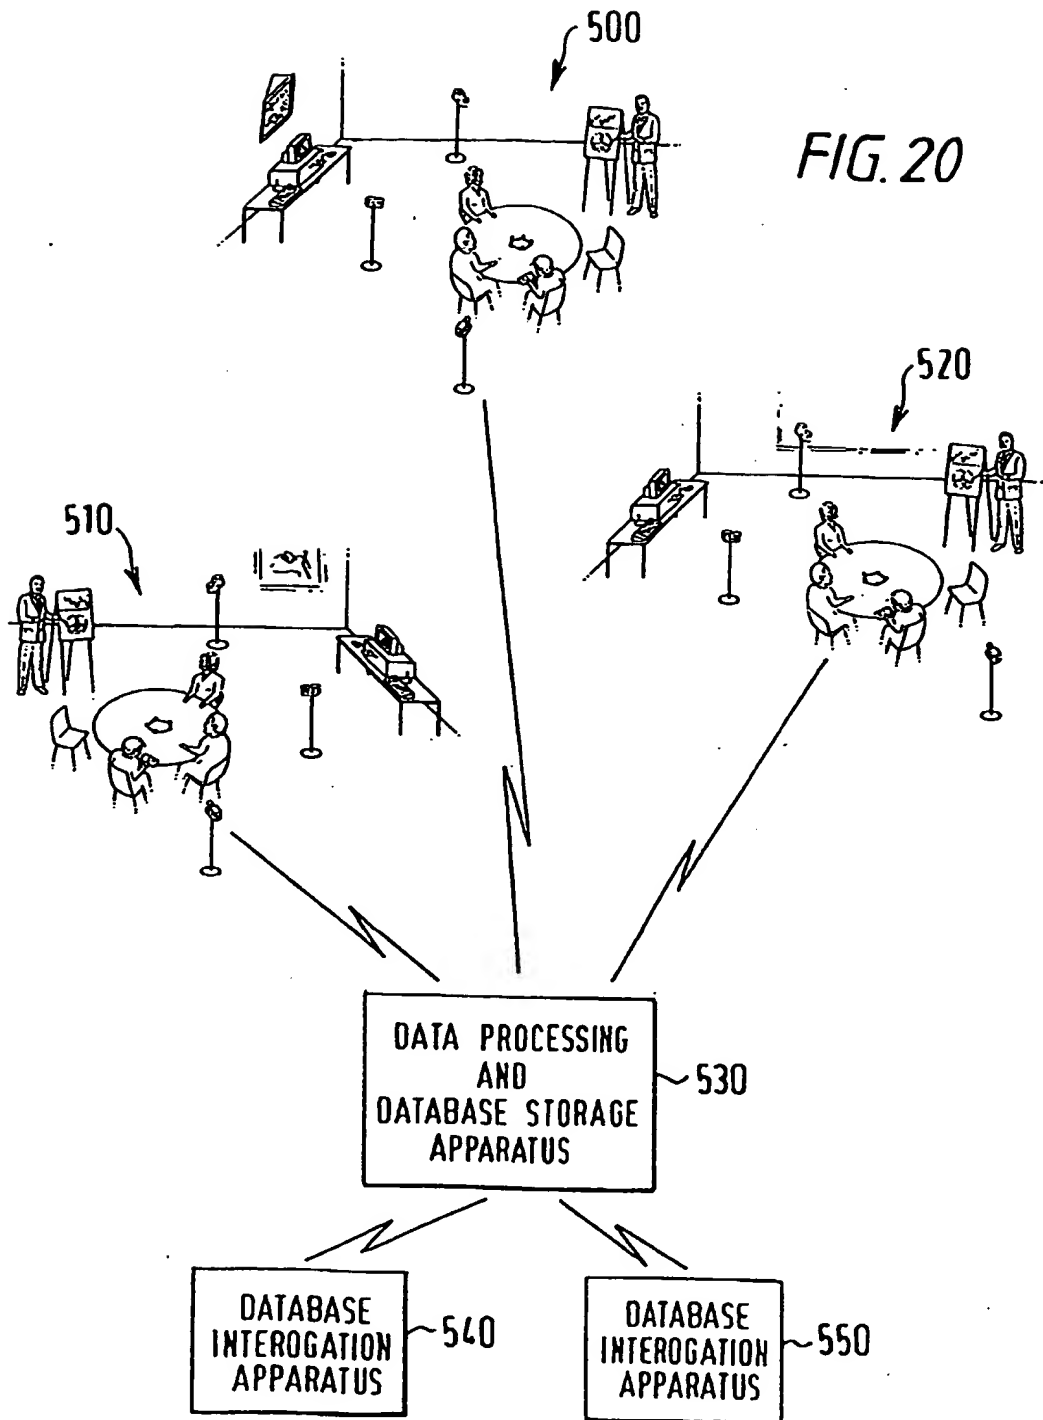 500
FIG. 20
520
510
DATA PROCESSING
AND
DATABASE STORAGE
APPARATUS
530
DATABASE
INTEROGATION
APPARATUS
540
DATABASE
INTEROGATION
APPARATUS
550